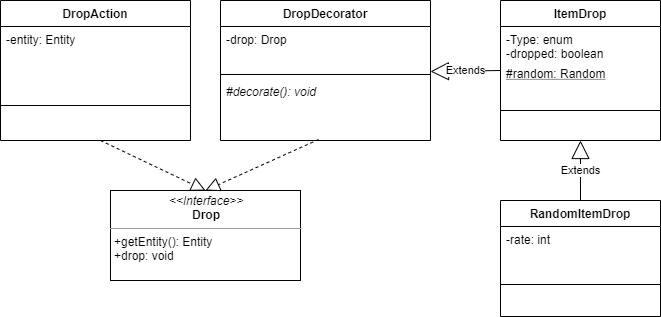 DropAction
-entity: Entity
DropDecorator
-drop: Drop
#decorate(): void
Extends
ItemDrop
-Type: enum
-dropped: boolean
#random: Random
Extends
<<Interface>>
Drop
+getEntity(): Entity
+drop: void
RandomItemDrop
-rate: int